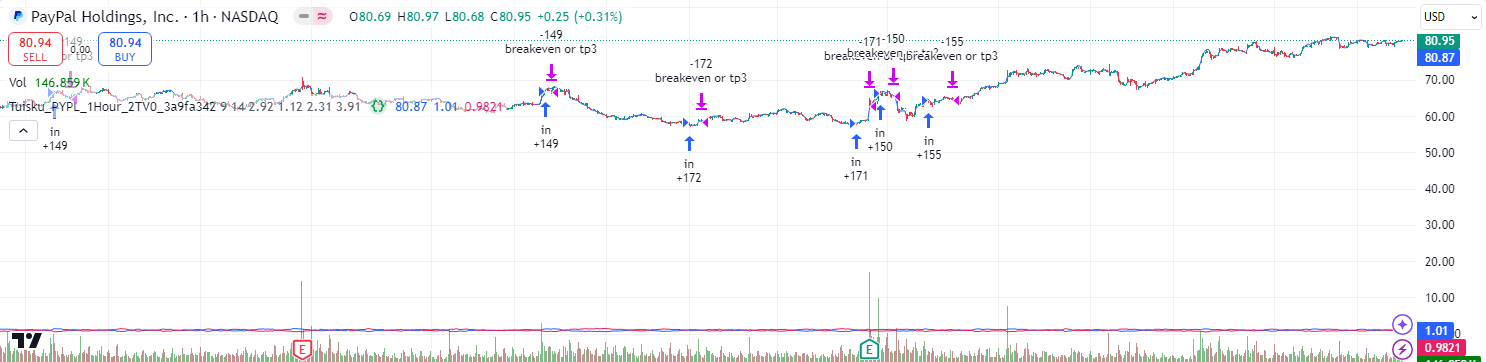 PayPal Holdings, Inc. · 1h · NASDAQ O80.69 H80.97 L80.68 C80.95 +0.25 (+0.31%)
USD
80.94
SELL
0.00
80.94
BUY
-149
or tp3
-149
breakeven or tp3
-172
breakeven or tp3
-171
-150
-155
breakeven or tp3
80.95
80.87
Vol 146.859 K
Tuisku_PYPL_1Hour_2TV0_3a9fa342 9 14 2.92 1.12 2.31 3.91 {} 80.87 1.01 0.9821
in
+149
in
+149
in
+172
in
+171
in
+150
in
+155
70.00
60.00
50.00
40.00
30.00
20.00
10.00
1.01
0.9821
E
E